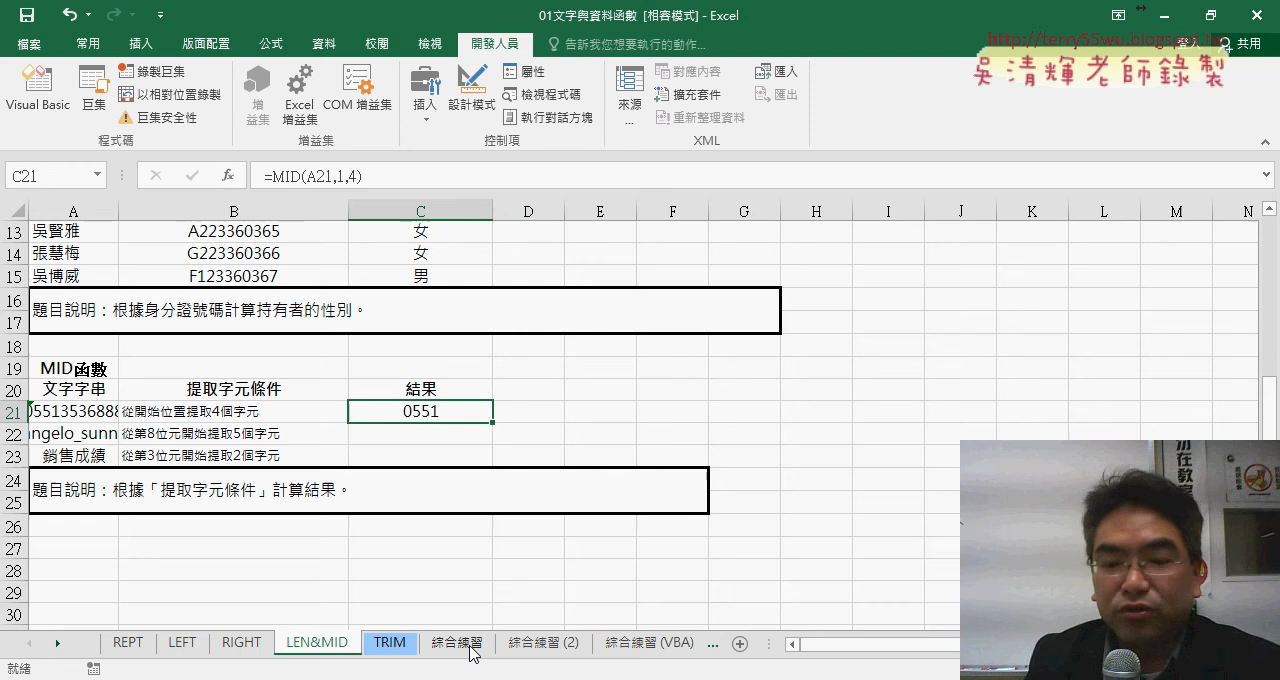 01文字與資料函數 [相容模式] - Excel
檔案 常用 插入 版面配置 公式 資料 校閱 檢視 開發人員 告訴我您想要執行的動作... 登入 共用
http://terry55wu.blogspot.tw
吳清輝老師錄製
Visual Basic 巨集 錄製巨集 以相對位置錄製 巨集安全性 程式碼
增益集 Excel 增益集 COM 增益集 增益集
插入 設計模式 屬性 檢視程式碼 執行對話方塊 控制項
來源... 對應內容 擴充套件 重新整理資料 匯入 匯出 XML
C21 fx =MID(A21,1,4)
A B C D E F G H I J K L M N
13 吳賢雅 A223360365 女
14 張慧梅 G223360366 女
15 吳博威 F123360367 男
16 題目說明：根據身分證號碼計算持有者的性別。
17
18
19 MID函數
20 文字字串 提取字元條件 結果
21 0551353688 從開始位置提取4個字元 0551
22 angelo_sunn 從第8位元開始提取5個字元
23 銷售成績 從第3位元開始提取2個字元
24 題目說明：根據「提取字元條件」計算結果。
25
26
27
28
29
30
REPT LEFT RIGHT LEN&MID TRIM 綜合練習 綜合練習 (2) 綜合練習 (VBA) ...
就緒